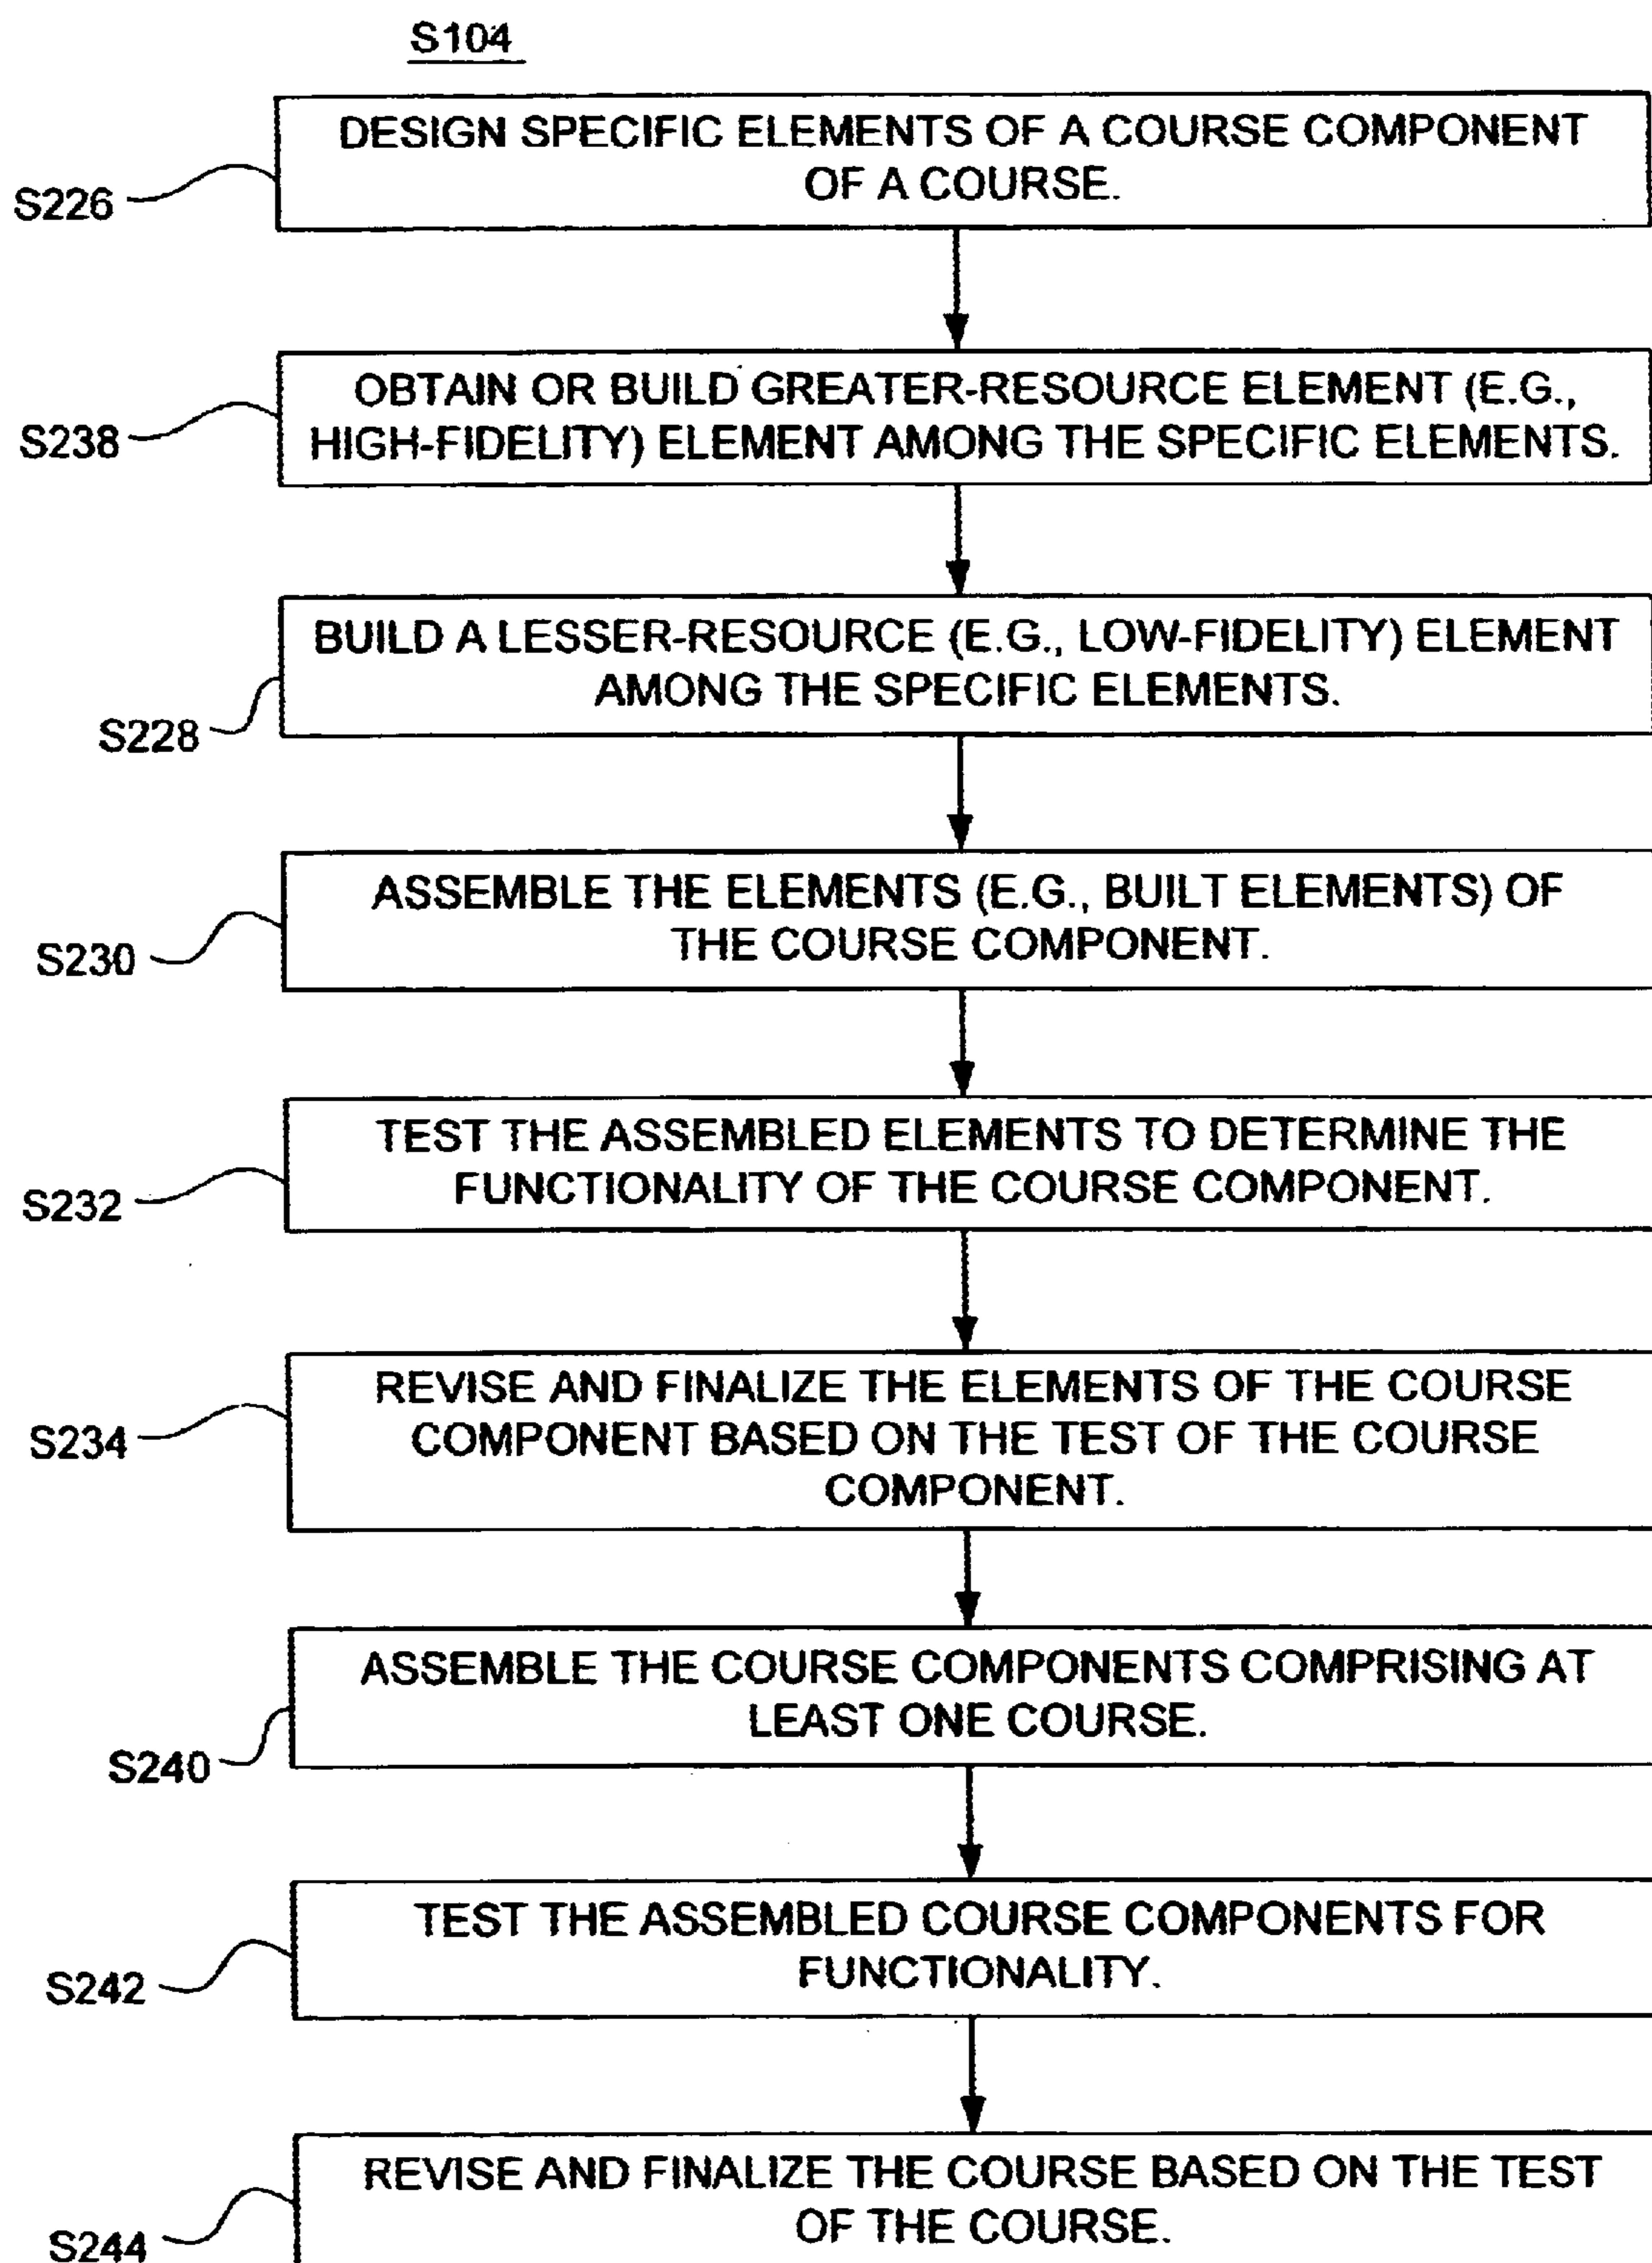 S104
DESIGN SPECIFIC ELEMENTS OF A COURSE COMPONENT
OF A COURSE.
S226
OBTAIN OR BUILD GREATER-RESOURCE ELEMENT (E.G.,
HIGH-FIDELITY) ELEMENT AMONG THE SPECIFIC ELEMENTS.
S238
BUILD A LESSER-RESOURCE (E.G., LOW-FIDELITY) ELEMENT
AMONG THE SPECIFIC ELEMENTS.
S228
ASSEMBLE THE ELEMENTS (E.G., BUILT ELEMENTS) OF
THE COURSE COMPONENT.
S230
TEST THE ASSEMBLED ELEMENTS TO DETERMINE THE
FUNCTIONALITY OF THE COURSE COMPONENT.
S232
REVISE AND FINALIZE THE ELEMENTS OF THE COURSE
COMPONENT BASED ON THE TEST OF THE COURSE
COMPONENT.
S234
ASSEMBLE THE COURSE COMPONENTS COMPRISING AT
LEAST ONE COURSE.
S240
TEST THE ASSEMBLED COURSE COMPONENTS FOR
FUNCTIONALITY.
S242
REVISE AND FINALIZE THE COURSE BASED ON THE TEST
OF THE COURSE.
S244